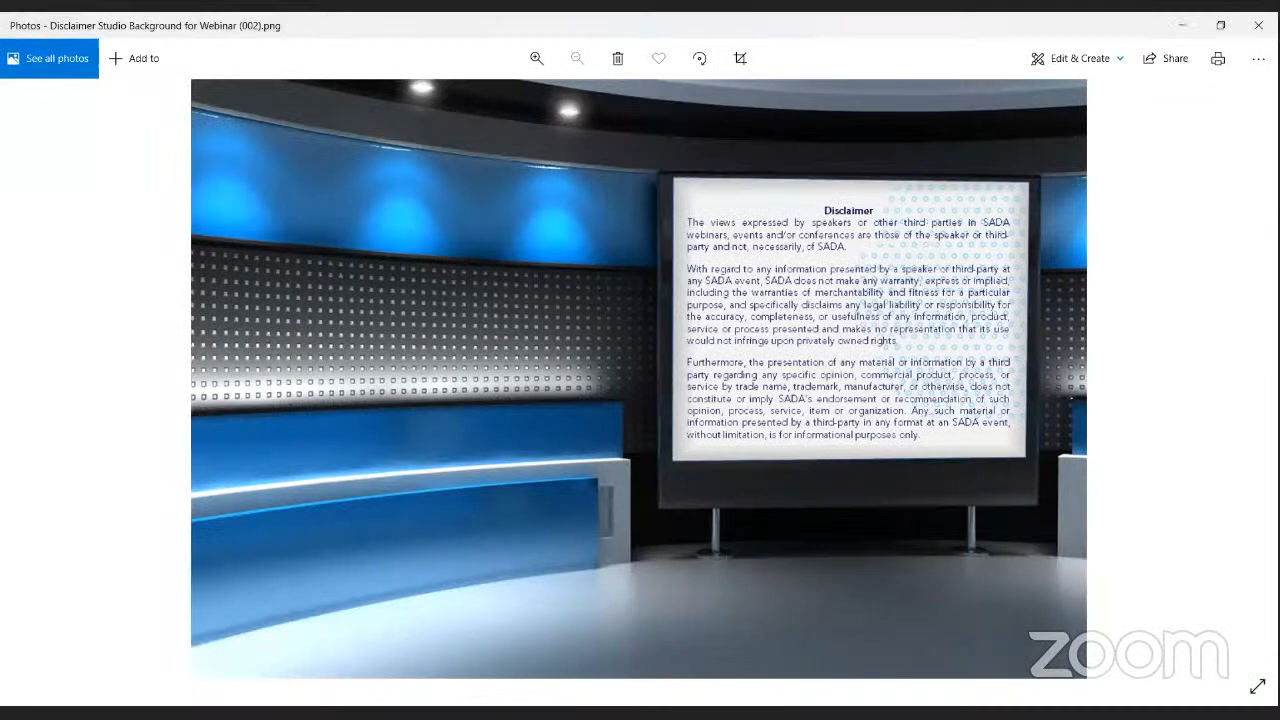 Photos - Disclaimer Studio Background for Webinar (002).png
See all photos
Add to
Edit & Create
Share
Disclaimer
The views expressed by speakers or other third parties in SADA
webinars, events and/or conferences are those of the speaker or third-
party and not, necessarily, of SADA.
With regard to any information presented by a speaker or third-party at
any SADA event, SADA does not make any warranty, express or implied,
including the warranties of merchantability and fitness for a particular
purpose, and specifically disclaims any legal liability or responsibility for
the accuracy, completeness, or usefulness of any information, product,
service or process presented and makes no representation that its use
would not infringe upon privately owned rights.
Furthermore, the presentation of any material or information by a third
party regarding any specific opinion, commercial product, process, or
service by trade name, trademark, manufacturer, or otherwise, does not
constitute or imply SADA's endorsement or recommendation of such
opinion, process, service, item or organization. Any such material or
information presented by a third-party in any format at an SADA event,
without limitation, is for informational purposes only.
zoom